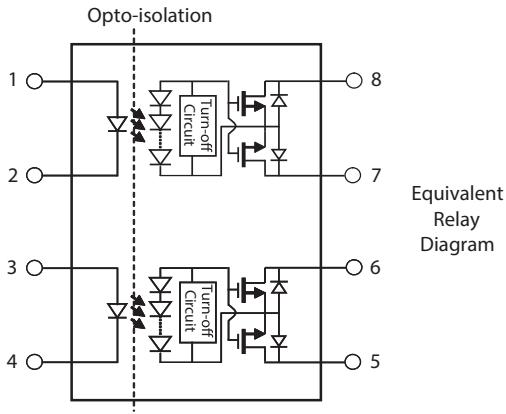 Opto-isolation
1
8
Turn-off
Circuit
2
7
Equivalent
Relay
Diagram
3
6
Turn-off
Circuit
4
5